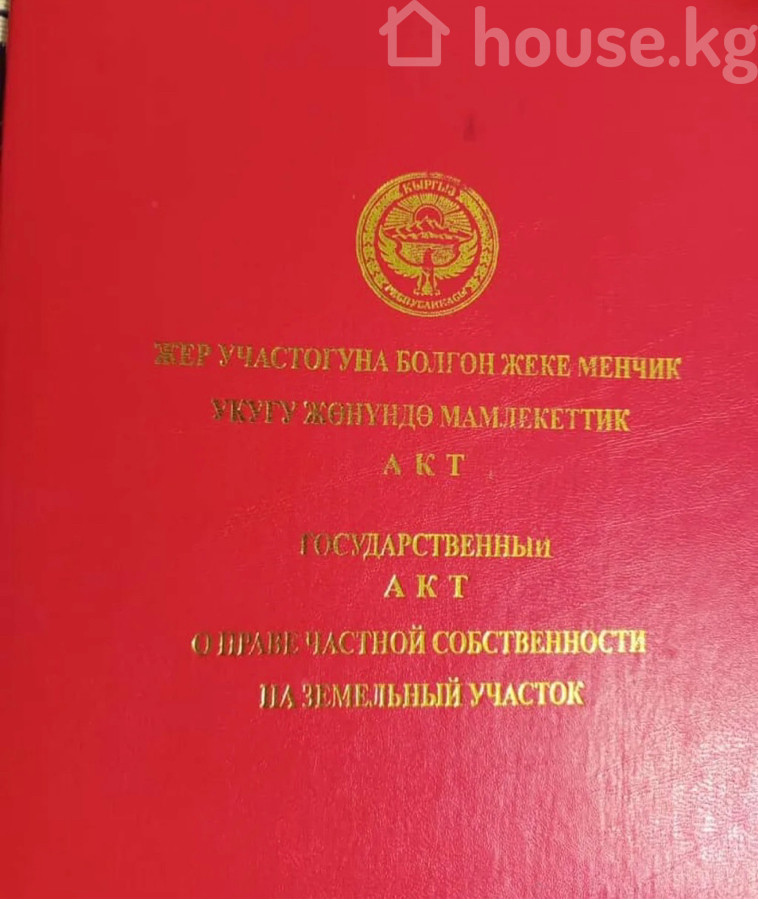 house.kg
КЫРГЫЗ
РЕСПУБЛИКАСЫ
ЖЕР УЧАСТОГУНА БОЛГОН ЖЕКЕ МЕНЧИК
УКУГУ ЖӨНҮНДӨ МАМЛЕКЕТТИК
АКТ
ГОСУДАРСТВЕННЫЙ
АКТ
О ПРАВЕ ЧАСТНОЙ СОБСТВЕННОСТИ
НА ЗЕМЕЛЬНЫЙ УЧАСТОК